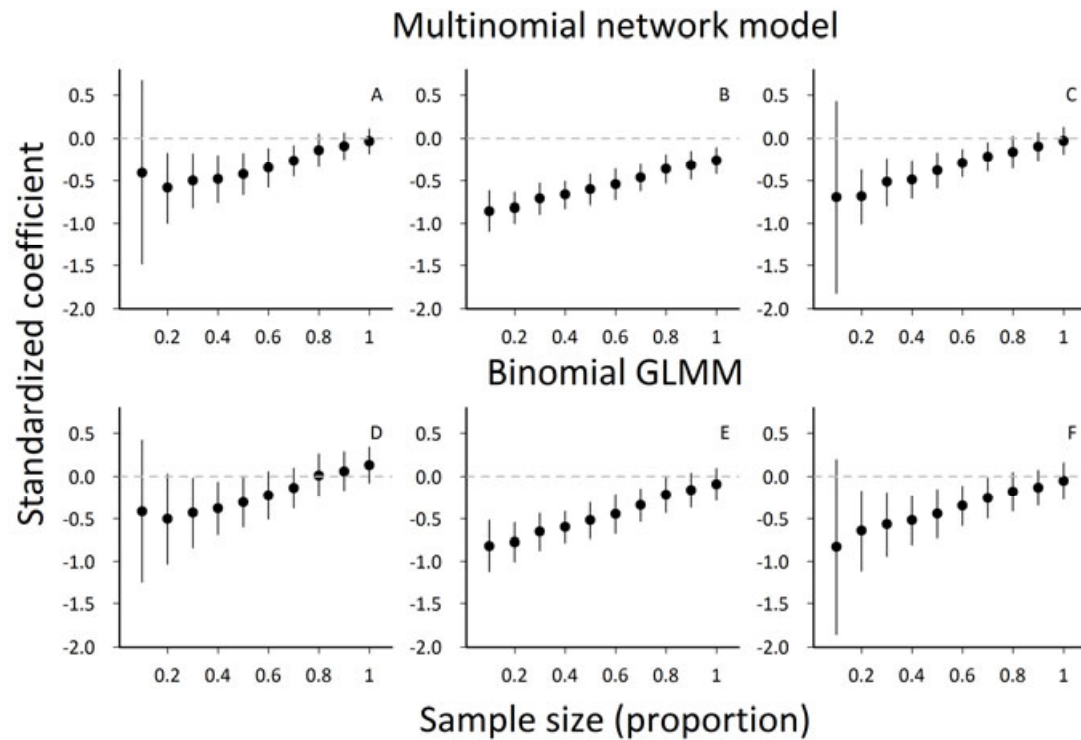 Multinomial network model
A B C
0.5 0.5 0.5
0.0 0.0 0.0
-0.5 -0.5 -0.5
-1.0 -1.0 -1.0
-1.5 -1.5 -1.5
-2.0 -2.0 -2.0
0.2 0.4 0.6 0.8 1 0.2 0.4 0.6 0.8 1 0.2 0.4 0.6 0.8 1
Standardized coefficient
Binomial GLMM
D E F
0.5 0.5 0.5
0.0 0.0 0.0
-0.5 -0.5 -0.5
-1.0 -1.0 -1.0
-1.5 -1.5 -1.5
-2.0 -2.0 -2.0
0.2 0.4 0.6 0.8 1 0.2 0.4 0.6 0.8 1 0.2 0.4 0.6 0.8 1
Sample size (proportion)